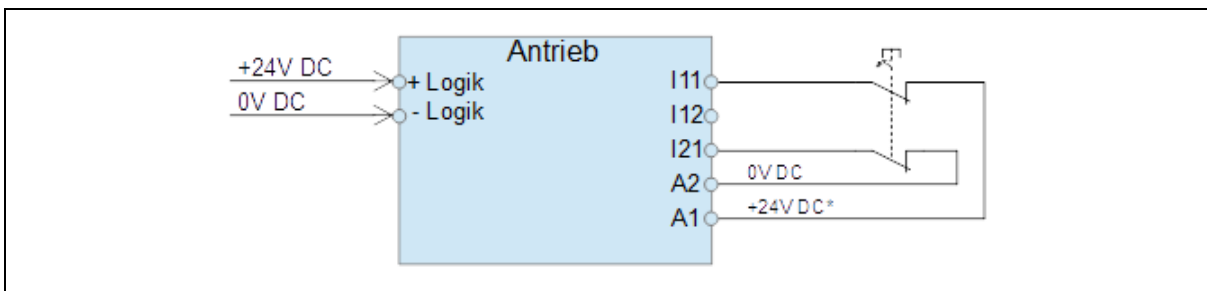 Antrieb
+24V DC
+ Logik
0V DC
- Logik
I11
I12
I21
A2
0V DC
A1
+24V DC*